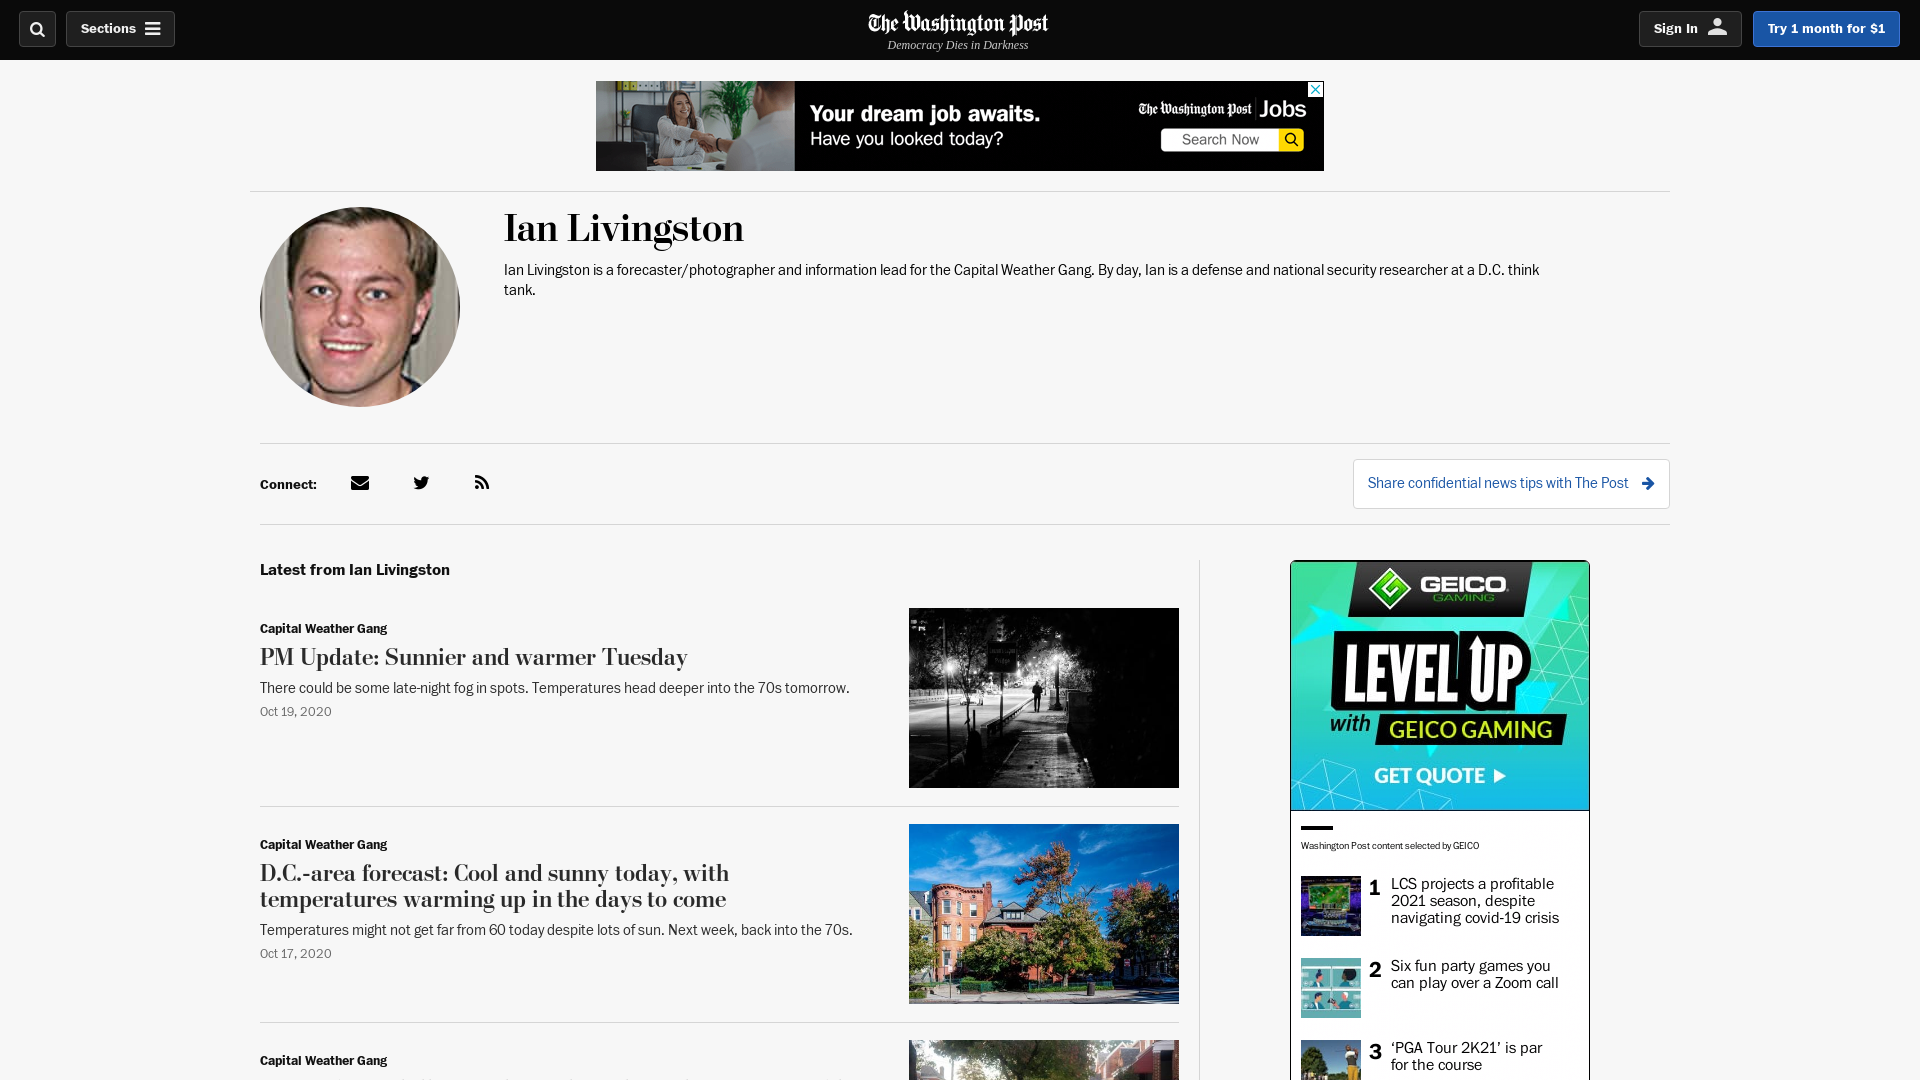 Sections
The Washington Post
Democracy Dies in Darkness
Sign In
Try 1 month for $1
Your dream job awaits.
Have you looked today?
The Washington Post Jobs
Search Now
Ian Livingston
Ian Livingston is a forecaster/photographer and information lead for the Capital Weather Gang. By day, Ian is a defense and national security researcher at a D.C. think
tank.
Connect:
Share confidential news tips with The Post
Latest from Ian Livingston
Capital Weather Gang
PM Update: Sunnier and warmer Tuesday
There could be some late-night fog in spots. Temperatures head deeper into the 70s tomorrow.
Oct 19, 2020
Capital Weather Gang
D.C.-area forecast: Cool and sunny today, with
temperatures warming up in the days to come
Temperatures might not get far from 60 today despite lots of sun. Next week, back into the 70s.
Oct 17, 2020
Capital Weather Gang
GEICO
GAMING
LEVEL UP
with GEICO GAMING
GET QUOTE
Washington Post content selected by GEICO
1 LCS projects a profitable
2021 season, despite
navigating covid-19 crisis
2 Six fun party games you
can play over a Zoom call
3 ‘PGA Tour 2K21’ is par
for the course